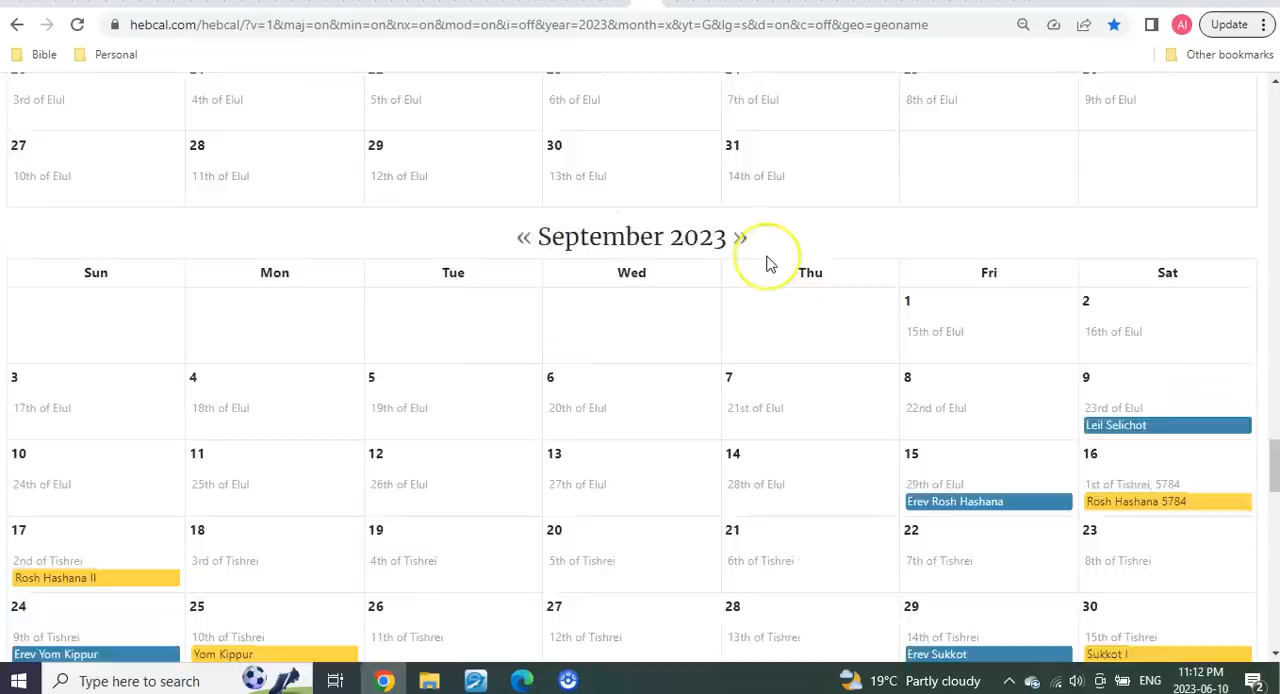 hebcal.com/hebcal/?v=1&maj=on&min=on&nx=on&mod=on&i=off&year=2023&month=x&yt=G&lg=s&d=on&c=off&geo=geoname
AI
Update
Bible
Personal
Other bookmarks
3rd of Elul
4th of Elul
5th of Elul
6th of Elul
7th of Elul
8th of Elul
9th of Elul
27
28
29
30
31
10th of Elul
11th of Elul
12th of Elul
13th of Elul
14th of Elul
« September 2023 »
Sun
Mon
Tue
Wed
Thu
Fri
Sat
1
2
15th of Elul
16th of Elul
3
4
5
6
7
8
9
17th of Elul
18th of Elul
19th of Elul
20th of Elul
21st of Elul
22nd of Elul
23rd of Elul
Leil Selichot
10
11
12
13
14
15
16
24th of Elul
25th of Elul
26th of Elul
27th of Elul
28th of Elul
29th of Elul
1st of Tishrei, 5784
Erev Rosh Hashana
Rosh Hashana 5784
17
18
19
20
21
22
23
2nd of Tishrei
3rd of Tishrei
4th of Tishrei
5th of Tishrei
6th of Tishrei
7th of Tishrei
8th of Tishrei
Rosh Hashana II
24
25
26
27
28
29
30
9th of Tishrei
10th of Tishrei
11th of Tishrei
12th of Tishrei
13th of Tishrei
14th of Tishrei
15th of Tishrei
Erev Yom Kippur
Yom Kippur
Erev Sukkot
Sukkot I
Type here to search
19°C Partly cloudy
ENG
11:12 PM
2023-06-10
2